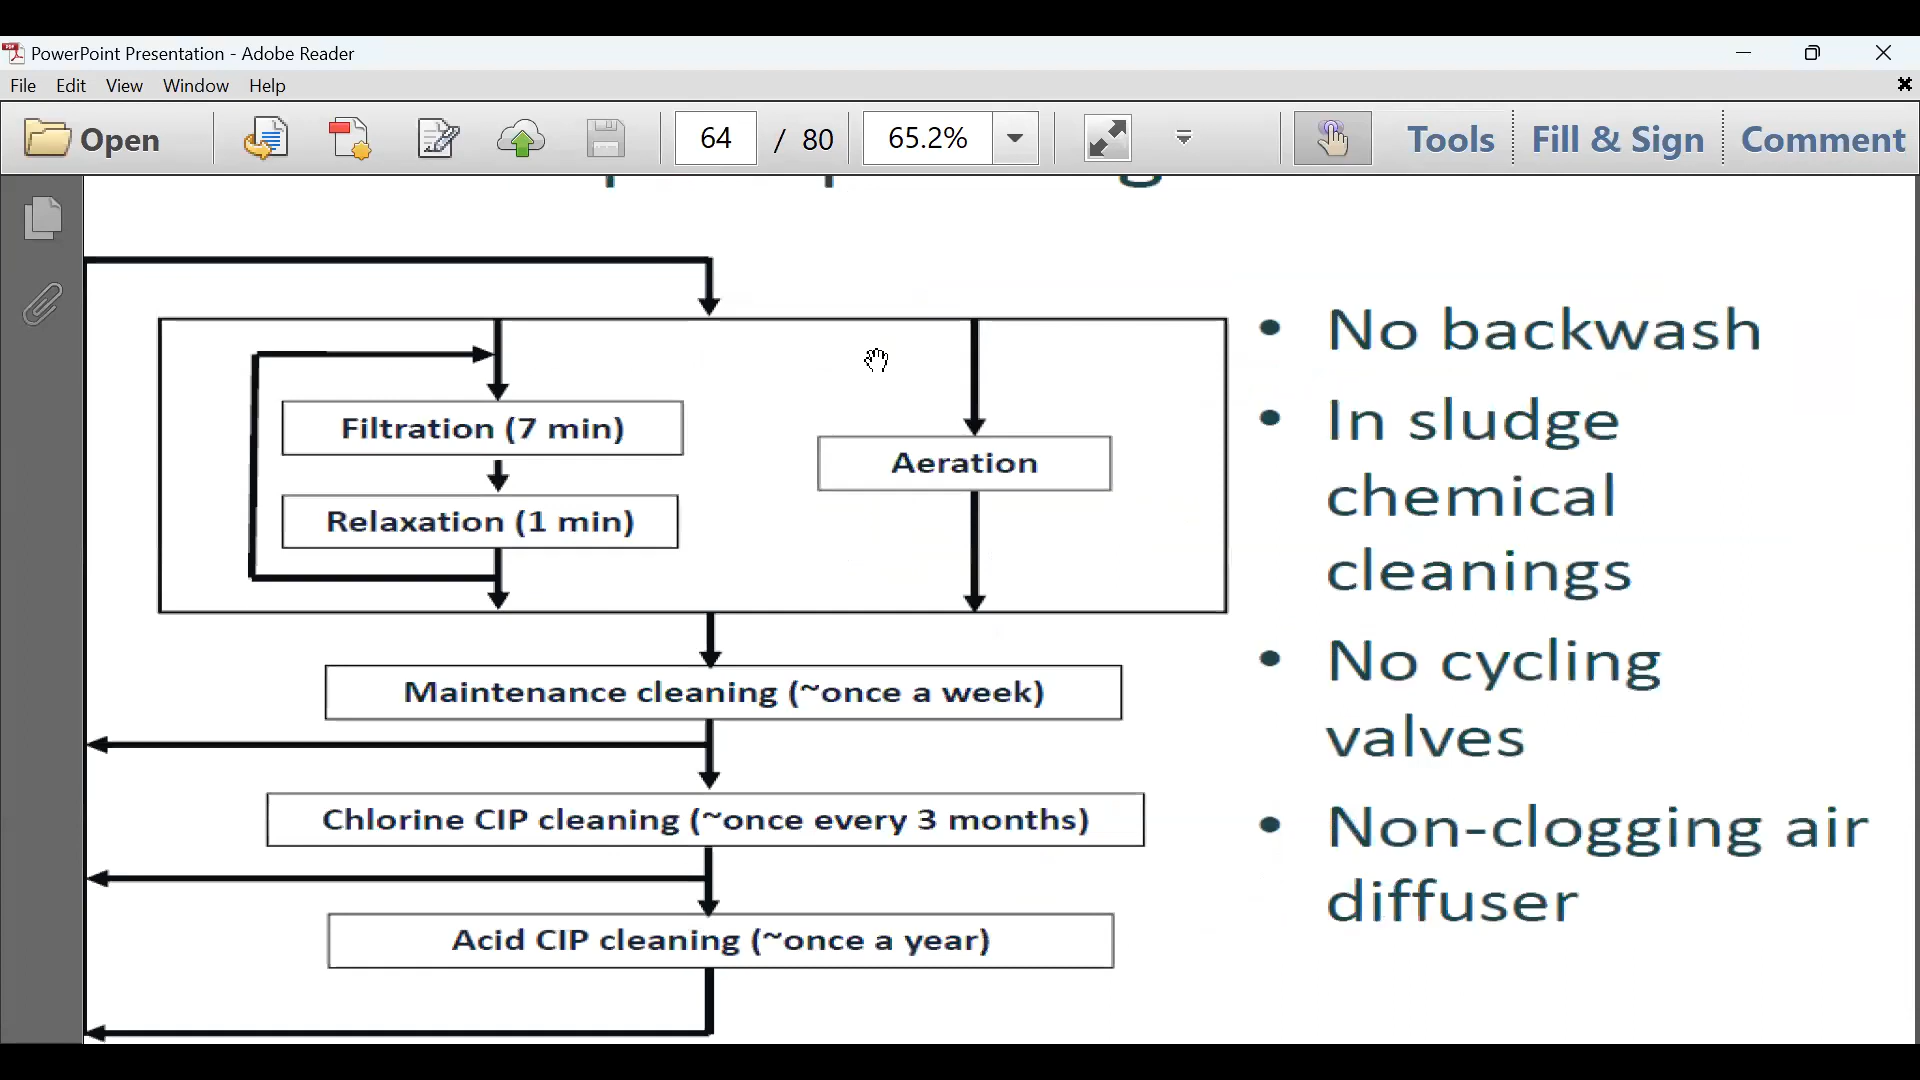 PowerPoint Presentation - Adobe Reader
File Edit View Window Help
Open 64 / 80 65.2% Tools Fill & Sign Comment
Filtration (7 min)
Relaxation (1 min)
Aeration
Maintenance cleaning (~once a week)
Chlorine CIP cleaning (~once every 3 months)
Acid CIP cleaning (~once a year)
• No backwash
• In sludge
chemical
cleanings
• No cycling
valves
• Non-clogging air
diffuser